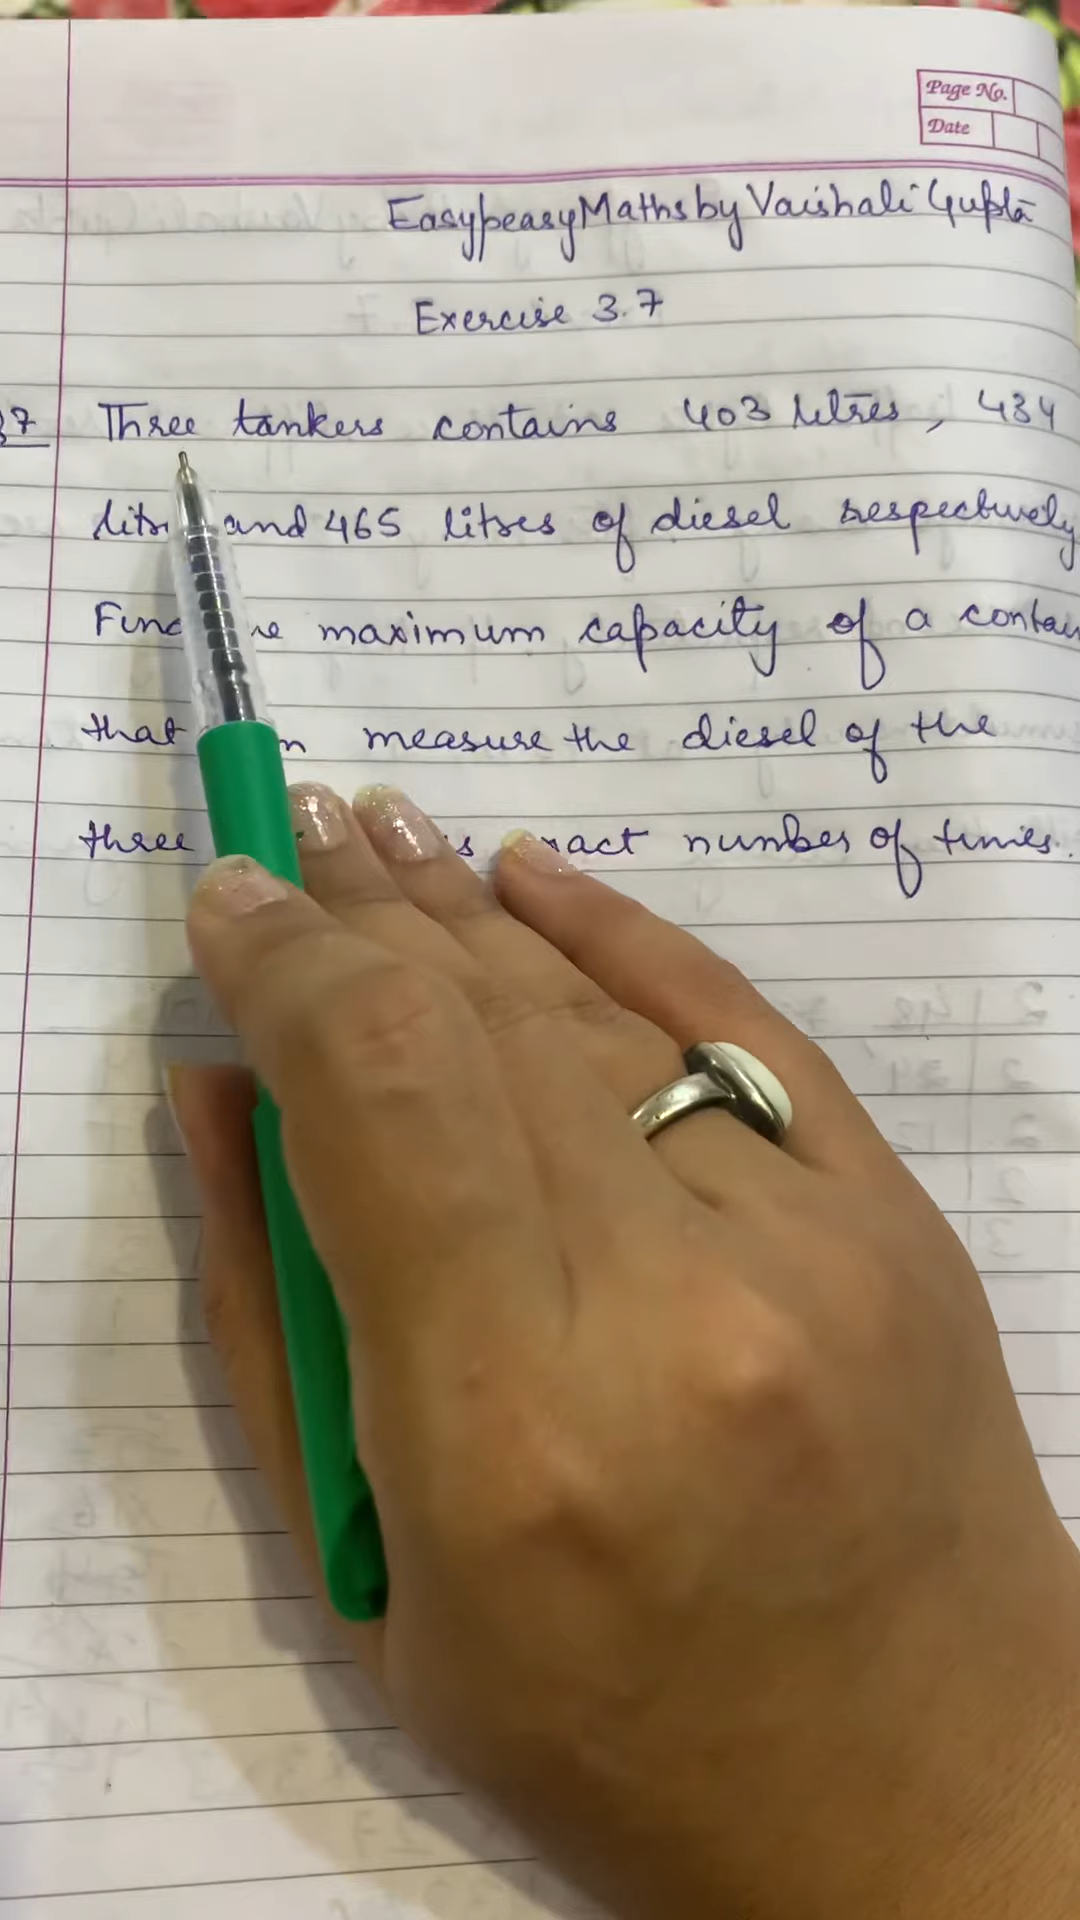 Page No.
Date
EasypeasyMaths by Vaishali Gupta
Exercise 3.7
Three tankers contains 403 litres, 434
and 465 litres of diesel respectively
maximum capacity of a
that measure the diesel of the
three number of times.